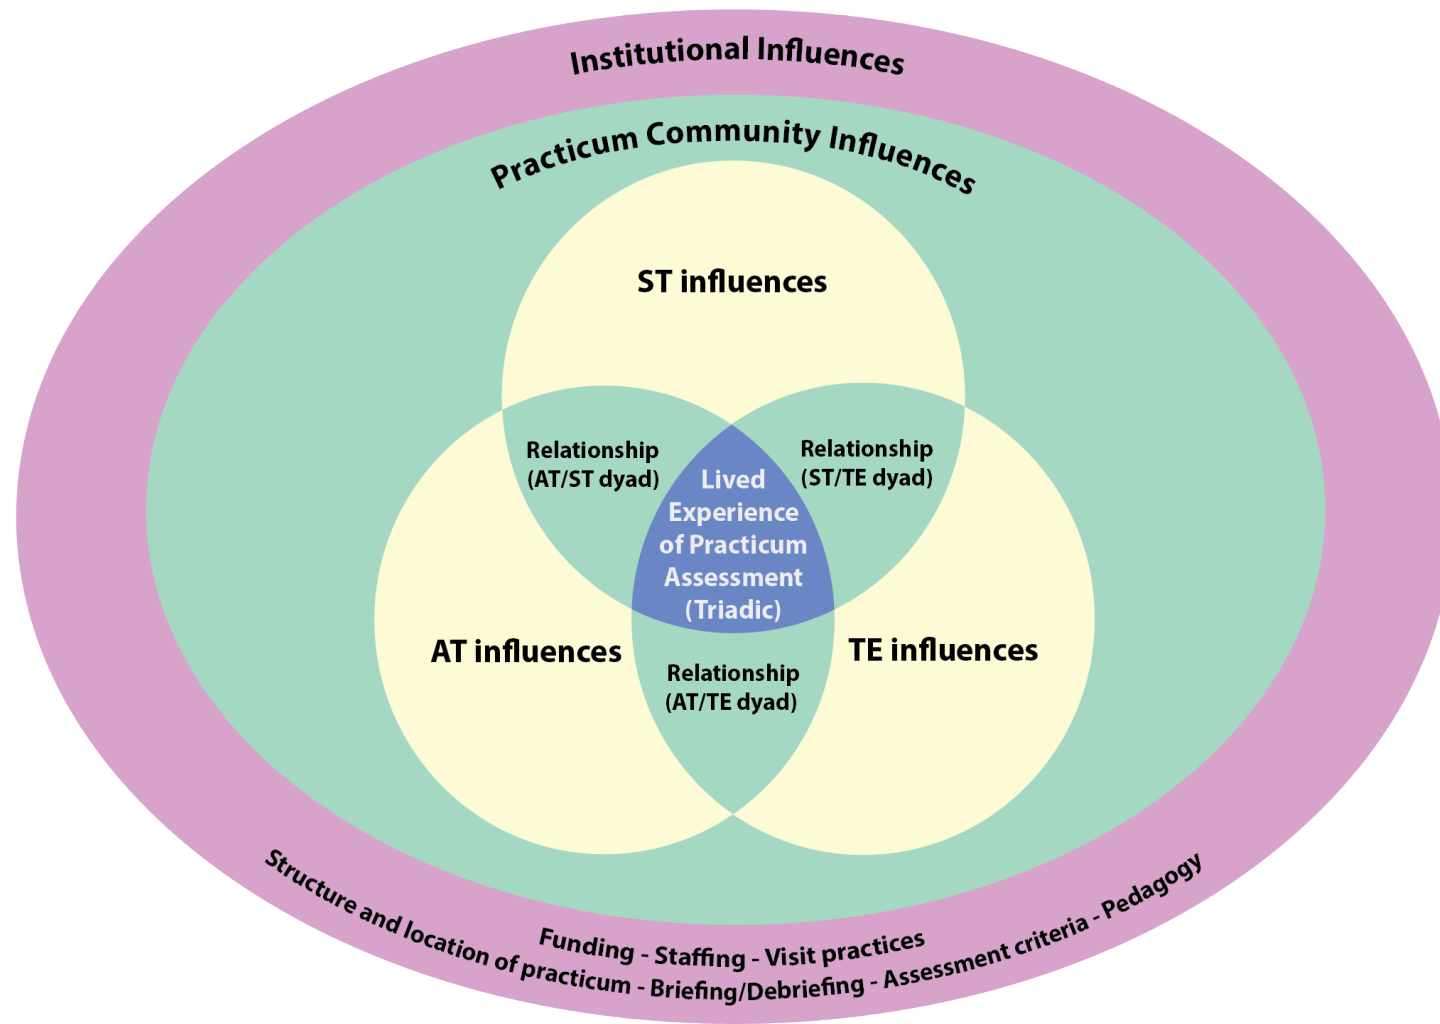 Institutional Influences
Practicum Community Influences
ST influences
Relationship
(AT/ST dyad)
Relationship
(ST/TE dyad)
Lived
Experience
of Practicum
Assessment
(Triadic)
AT influences
TE influences
Relationship
(AT/TE dyad)
Funding - Staffing - Visit practices
Structure and location of practicum - Briefing/Debriefing - Assessment criteria - Pedagogy